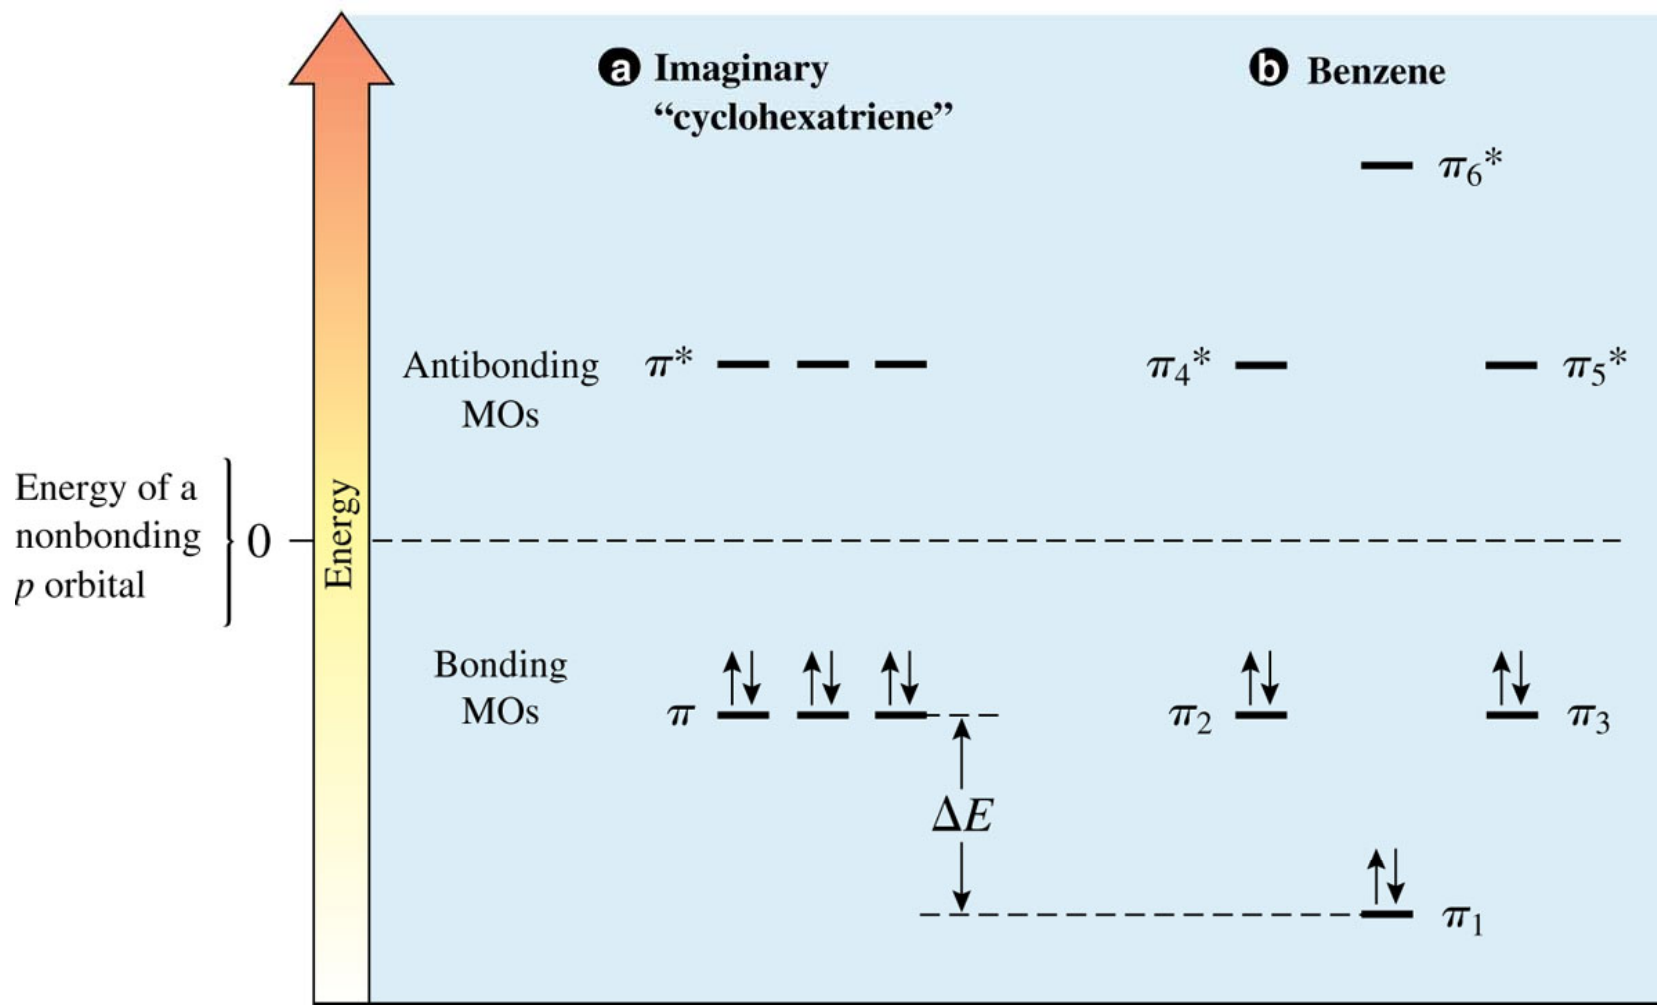 a Imaginary
“cyclohexatriene”
b Benzene
π₆*
Antibonding
MOs
π*
π₄*
π₅*
Energy of a
nonbonding
p orbital
0
Energy
Bonding
MOs
π
π₂
π₃
ΔE
π₁